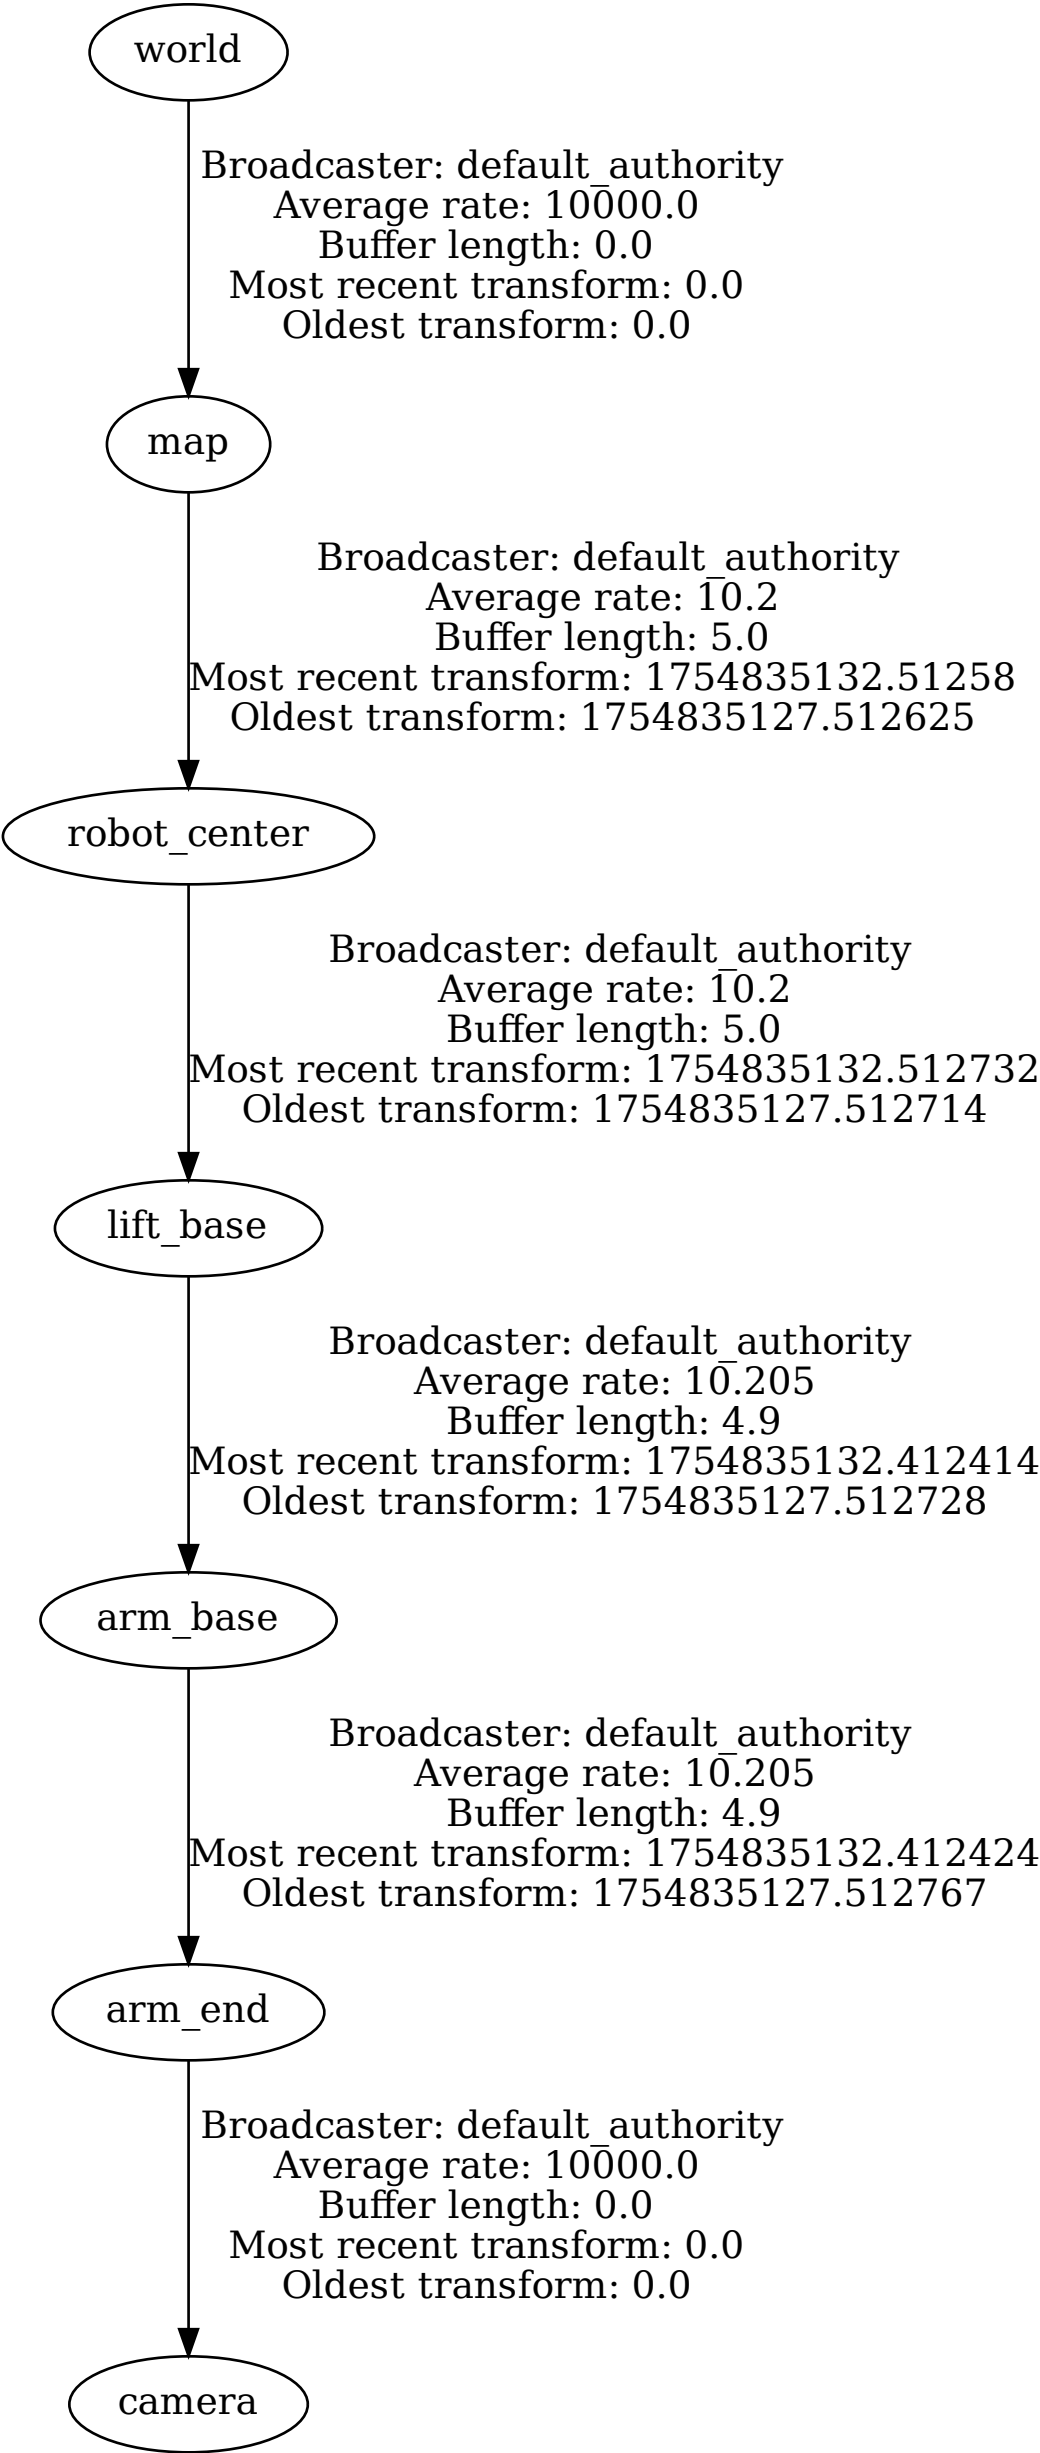 world
Broadcaster: default_authority
Average rate: 10000.0
Buffer length: 0.0
Most recent transform: 0.0
Oldest transform: 0.0
map
Broadcaster: default_authority
Average rate: 10.2
Buffer length: 5.0
Most recent transform: 1754835132.51258
Oldest transform: 1754835127.512625
robot_center
Broadcaster: default_authority
Average rate: 10.2
Buffer length: 5.0
Most recent transform: 1754835132.512732
Oldest transform: 1754835127.512714
lift_base
Broadcaster: default_authority
Average rate: 10.205
Buffer length: 4.9
Most recent transform: 1754835132.412414
Oldest transform: 1754835127.512728
arm_base
Broadcaster: default_authority
Average rate: 10.205
Buffer length: 4.9
Most recent transform: 1754835132.412424
Oldest transform: 1754835127.512767
arm_end
Broadcaster: default_authority
Average rate: 10000.0
Buffer length: 0.0
Most recent transform: 0.0
Oldest transform: 0.0
camera